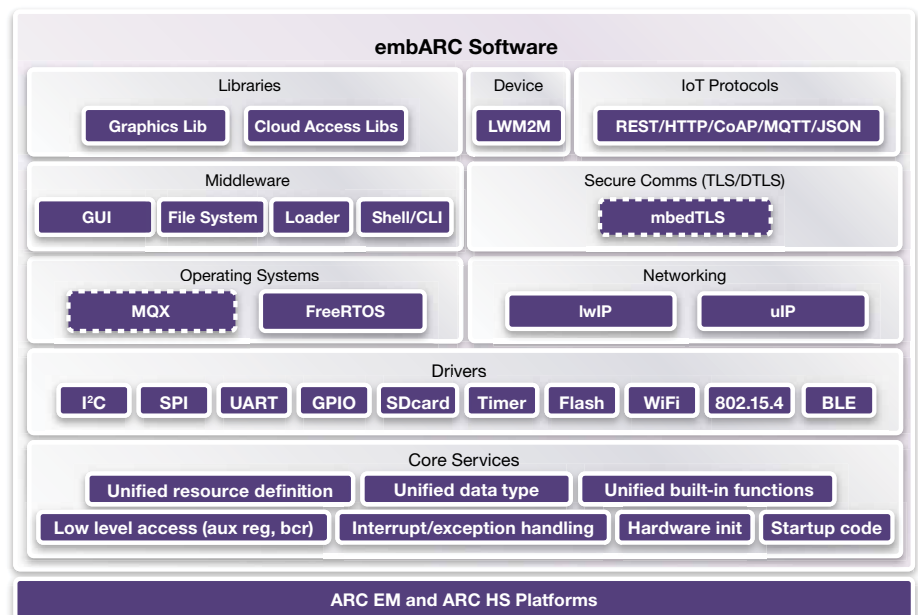 embARC Software
Libraries
Graphics Lib
Cloud Access Libs
Device
LWM2M
IoT Protocols
REST/HTTP/CoAP/MQTT/JSON
Middleware
GUI
File System
Loader
Shell/CLI
Secure Comms (TLS/DTLS)
mbedTLS
Operating Systems
MQX
FreeRTOS
Networking
lwIP
uIP
Drivers
I²C
SPI
UART
GPIO
SDcard
Timer
Flash
WiFi
802.15.4
BLE
Core Services
Unified resource definition
Unified data type
Unified built-in functions
Low level access (aux reg, bcr)
Interrupt/exception handling
Hardware init
Startup code
ARC EM and ARC HS Platforms